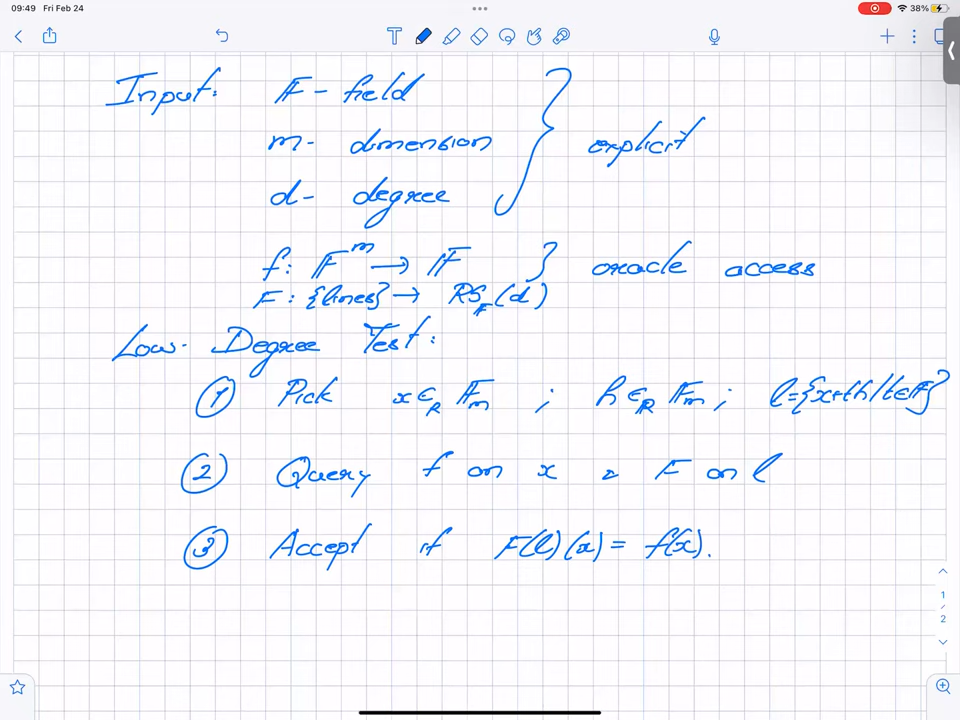 09:49 Fri Feb 24
38%
Input: 𝔽 - field
m - dimension
d - degree
} explicit
f: 𝔽^m → 𝔽 } oracle access
F: {lines} → RS_𝔽(d)
Low-Degree Test:
① Pick x ∈_R 𝔽_m ; h ∈_R 𝔽_m ; l = {x+th / t∈𝔽}
② Query f on x & F on l
③ Accept if F(l)(x) = f(x).
1
/
2